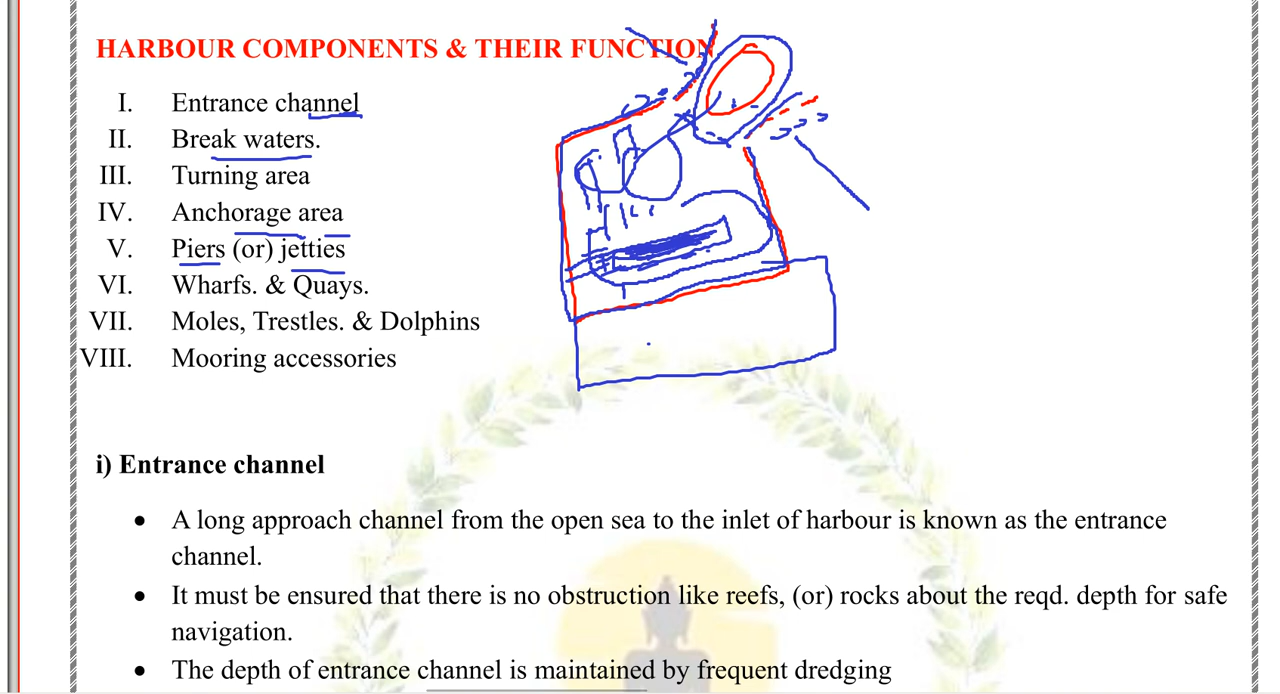 HARBOUR COMPONENTS & THEIR FUNCTION
I. Entrance channel
II. Break waters.
III. Turning area
IV. Anchorage area
V. Piers (or) jetties
VI. Wharfs. & Quays.
VII. Moles, Trestles. & Dolphins
VIII. Mooring accessories
i) Entrance channel
• A long approach channel from the open sea to the inlet of harbour is known as the entrance
channel.
• It must be ensured that there is no obstruction like reefs, (or) rocks about the reqd. depth for safe
navigation.
• The depth of entrance channel is maintained by frequent dredging